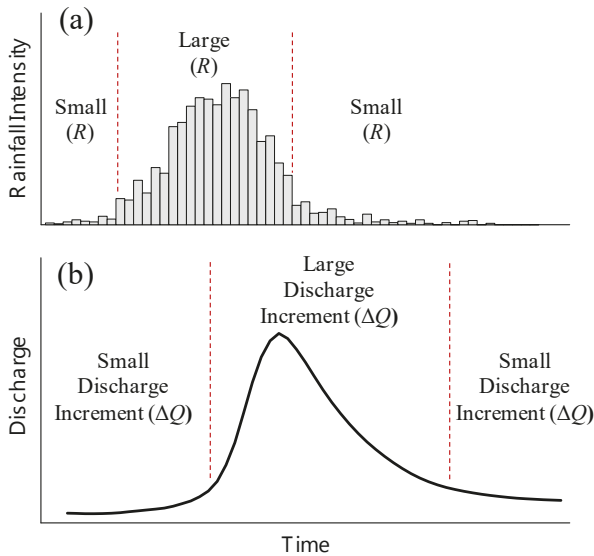 (a)
Rainfall Intensity
Small
(R)
Large
(R)
Small
(R)
(b)
Discharge
Small
Discharge
Increment (ΔQ)
Large
Discharge
Increment (ΔQ)
Small
Discharge
Increment (ΔQ)
Time